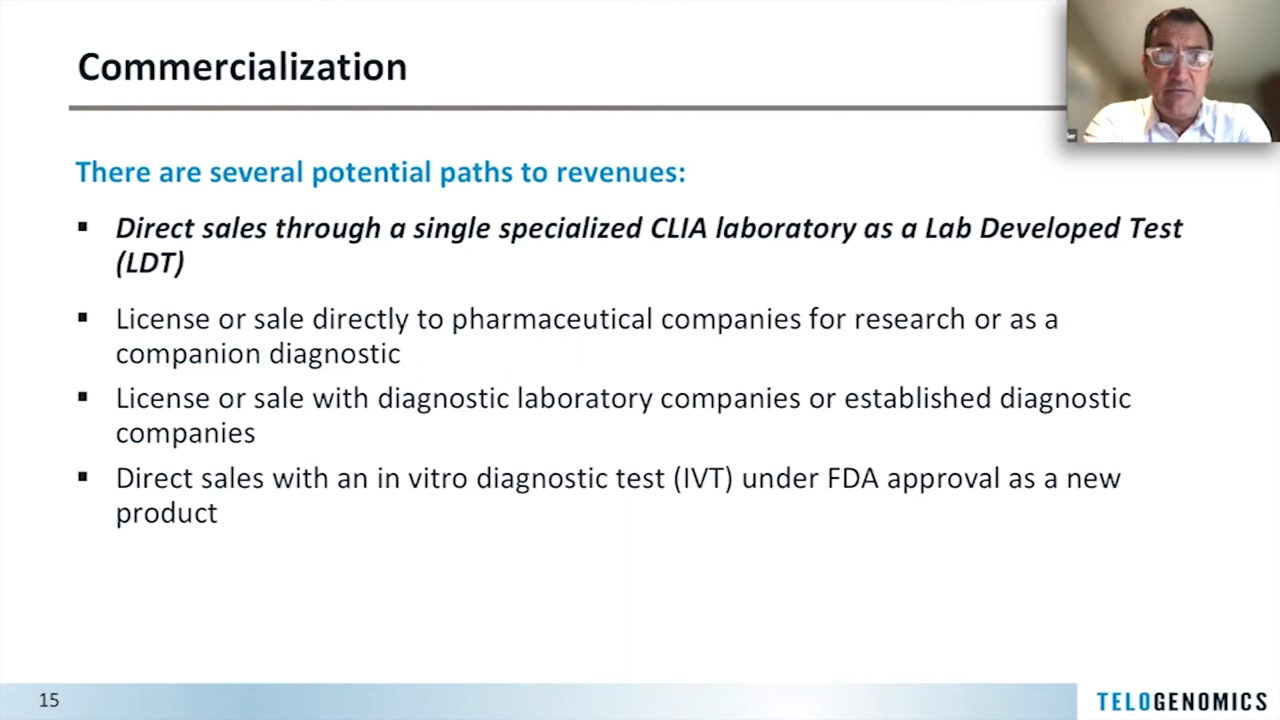 Commercialization
There are several potential paths to revenues:
▪ Direct sales through a single specialized CLIA laboratory as a Lab Developed Test
(LDT)
▪ License or sale directly to pharmaceutical companies for research or as a
companion diagnostic
▪ License or sale with diagnostic laboratory companies or established diagnostic
companies
▪ Direct sales with an in vitro diagnostic test (IVT) under FDA approval as a new
product
15
TELOGENOMICS